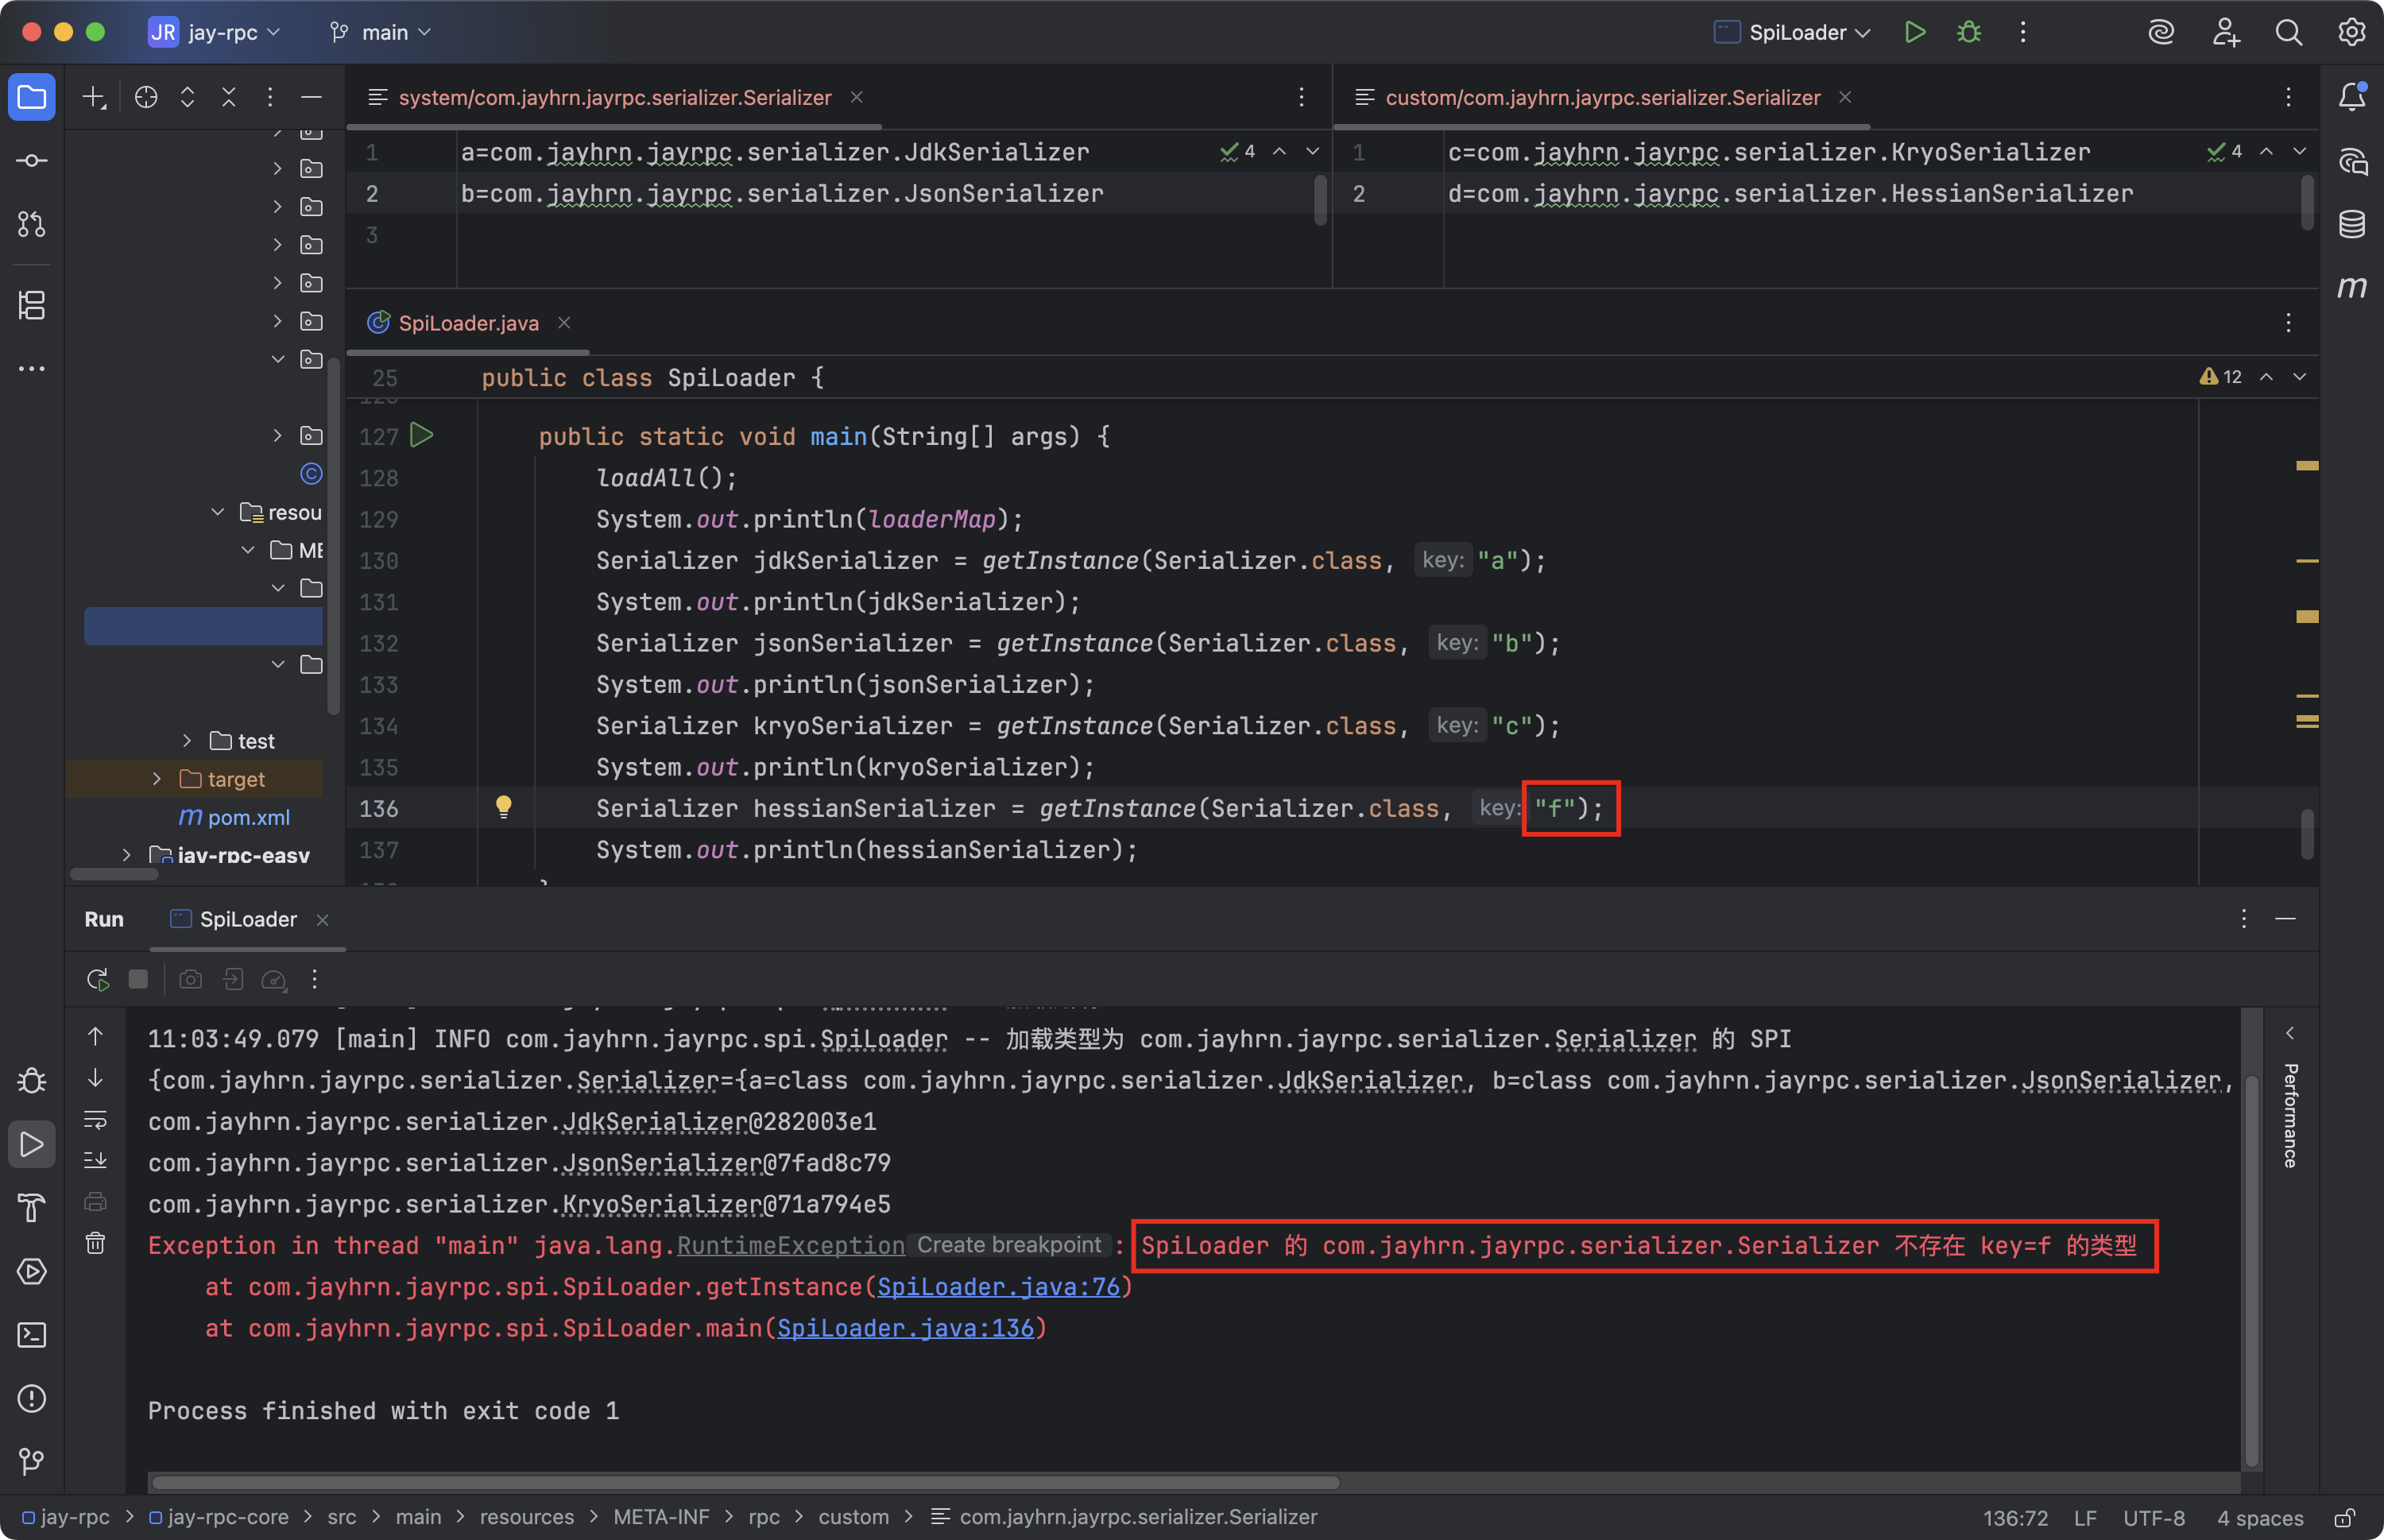 JR jay-rpc main SpiLoader
system/com.jayhrn.jayrpc.serializer.Serializer
1 a=com.jayhrn.jayrpc.serializer.JdkSerializer 4
2 b=com.jayhrn.jayrpc.serializer.JsonSerializer
3
custom/com.jayhrn.jayrpc.serializer.Serializer
1 c=com.jayhrn.jayrpc.serializer.KryoSerializer 4
2 d=com.jayhrn.jayrpc.serializer.HessianSerializer
resou
ME
test
target
m pom.xml
jay-rpc-easy
SpiLoader.java
25 public class SpiLoader { 12
127 public static void main(String[] args) {
128 loadAll();
129 System.out.println(loaderMap);
130 Serializer jdkSerializer = getInstance(Serializer.class, key: "a");
131 System.out.println(jdkSerializer);
132 Serializer jsonSerializer = getInstance(Serializer.class, key: "b");
133 System.out.println(jsonSerializer);
134 Serializer kryoSerializer = getInstance(Serializer.class, key: "c");
135 System.out.println(kryoSerializer);
136 Serializer hessianSerializer = getInstance(Serializer.class, key: "f");
137 System.out.println(hessianSerializer);
Run SpiLoader
11:03:49.079 [main] INFO com.jayhrn.jayrpc.spi.SpiLoader -- 加载类型为 com.jayhrn.jayrpc.serializer.Serializer 的 SPI
{com.jayhrn.jayrpc.serializer.Serializer={a=class com.jayhrn.jayrpc.serializer.JdkSerializer, b=class com.jayhrn.jayrpc.serializer.JsonSerializer,
com.jayhrn.jayrpc.serializer.JdkSerializer@282003e1
com.jayhrn.jayrpc.serializer.JsonSerializer@7fad8c79
com.jayhrn.jayrpc.serializer.KryoSerializer@71a794e5
Exception in thread "main" java.lang.RuntimeException Create breakpoint : SpiLoader 的 com.jayhrn.jayrpc.serializer.Serializer 不存在 key=f 的类型
at com.jayhrn.jayrpc.spi.SpiLoader.getInstance(SpiLoader.java:76)
at com.jayhrn.jayrpc.spi.SpiLoader.main(SpiLoader.java:136)
Process finished with exit code 1
Performance
m
jay-rpc > jay-rpc-core > src > main > resources > META-INF > rpc > custom > com.jayhrn.jayrpc.serializer.Serializer 136:72 LF UTF-8 4 spaces